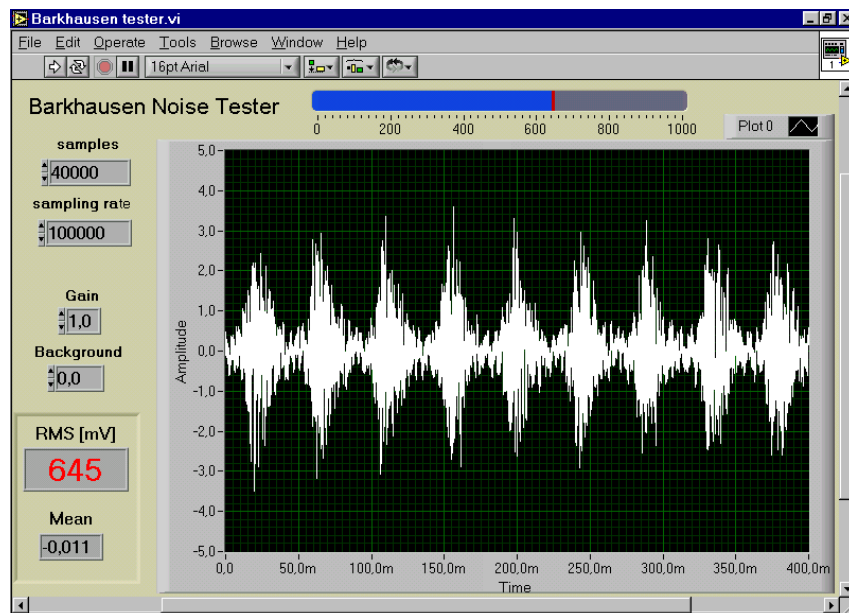 Barkhausen tester.vi
File Edit Operate Tools Browse Window Help
16pt Arial
1
Barkhausen Noise Tester
0 200 400 600 800 1000
Plot 0
samples
40000
sampling rate
100000
Gain
1,0
Background
0,0
RMS [mV]
645
Mean
-0,011
Amplitude
5,0
4,0
3,0
2,0
1,0
0,0
-1,0
-2,0
-3,0
-4,0
-5,0
0,0 50,0m 100,0m 150,0m 200,0m 250,0m 300,0m 350,0m 400,0m
Time